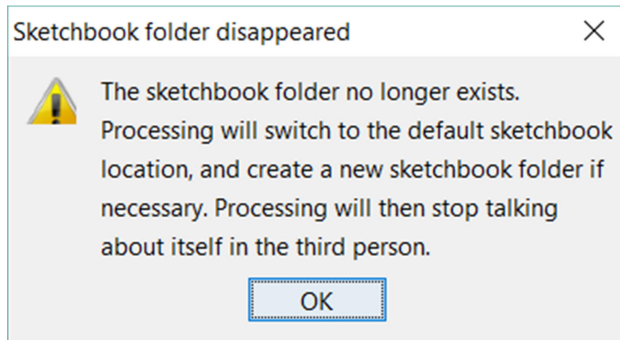 Sketchbook folder disappeared
The sketchbook folder no longer exists.
Processing will switch to the default sketchbook
location, and create a new sketchbook folder if
necessary. Processing will then stop talking
about itself in the third person.
OK